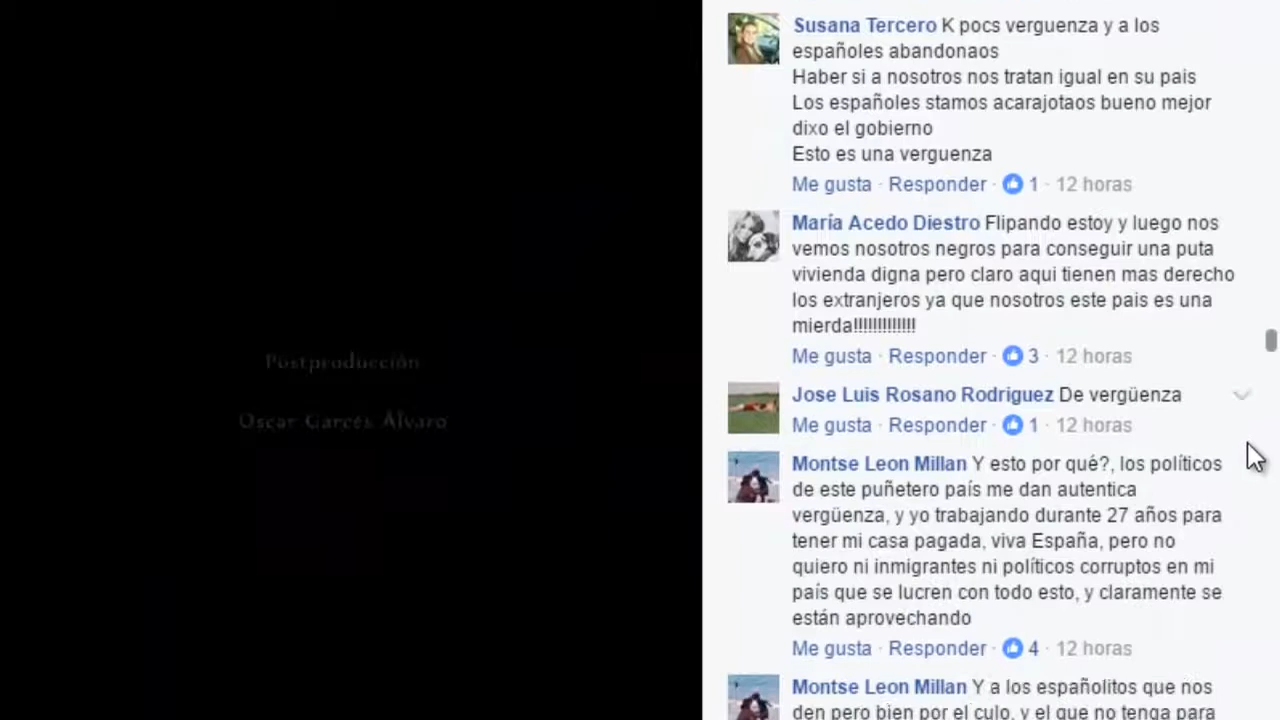 Postproducción
Oscar Garcés Álvaro
Susana Tercero K pocs verguenza y a los
españoles abandonaos
Haber si a nosotros nos tratan igual en su pais
Los españoles stamos acarajotaos bueno mejor
dixo el gobierno
Esto es una verguenza
Me gusta · Responder · 1 · 12 horas
María Acedo Diestro Flipando estoy y luego nos
vemos nosotros negros para conseguir una puta
vivienda digna pero claro aqui tienen mas derecho
los extranjeros ya que nosotros este pais es una
mierda!!!!!!!!!!!!!
Me gusta · Responder · 3 · 12 horas
Jose Luis Rosano Rodriguez De vergüenza
Me gusta · Responder · 1 · 12 horas
Montse Leon Millan Y esto por qué?, los políticos
de este puñetero país me dan autentica
vergüenza, y yo trabajando durante 27 años para
tener mi casa pagada, viva España, pero no
quiero ni inmigrantes ni políticos corruptos en mi
país que se lucren con todo esto, y claramente se
están aprovechando
Me gusta · Responder · 4 · 12 horas
Montse Leon Millan Y a los españolitos que nos
den pero bien por el culo, y el que no tenga para